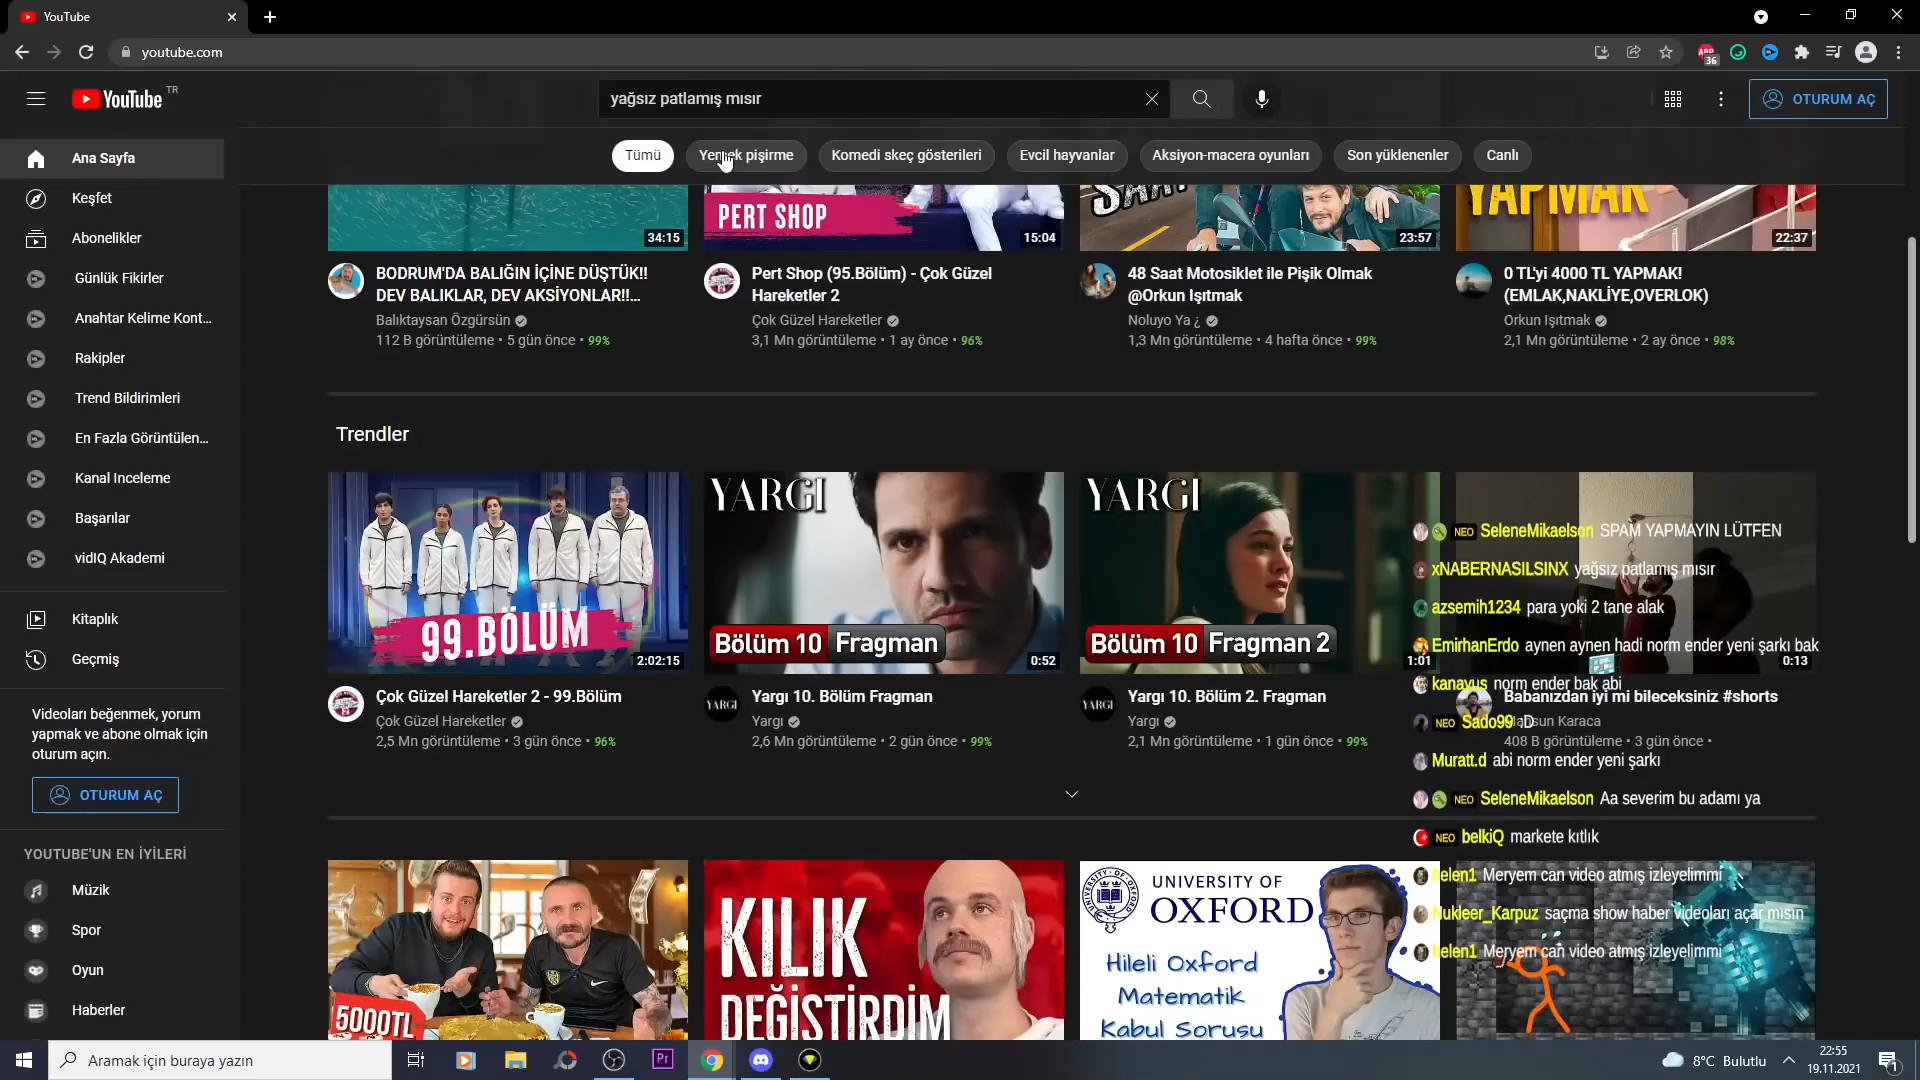 YouTube
youtube.com
ABP
36
YouTube TR
yağsız patlamış mısır
OTURUM AÇ
Ana Sayfa
Keşfet
Abonelikler
Günlük Fikirler
Anahtar Kelime Kont...
Rakipler
Trend Bildirimleri
En Fazla Görüntülen...
Kanal Inceleme
Başarılar
vidIQ Akademi
Kitaplık
Geçmiş
Videoları beğenmek, yorum
yapmak ve abone olmak için
oturum açın.
OTURUM AÇ
YOUTUBE'UN EN İYİLERİ
Müzik
Spor
Oyun
Haberler
Tümü
Yemek pişirme
Komedi skeç gösterileri
Evcil hayvanlar
Aksiyon-macera oyunları
Son yüklenenler
Canlı
34:15
BODRUM'DA BALIĞIN İÇİNE DÜŞTÜK!!
DEV BALIKLAR, DEV AKSİYONLAR!!...
Balıktaysan Özgürsün
112 B görüntüleme • 5 gün önce • 99%
PERT SHOP
15:04
Pert Shop (95.Bölüm) - Çok Güzel
Hareketler 2
Çok Güzel Hareketler
3,1 Mn görüntüleme • 1 ay önce • 96%
SAAT
23:57
48 Saat Motosiklet ile Pişik Olmak
@Orkun Işıtmak
Noluyo Ya ¿
1,3 Mn görüntüleme • 4 hafta önce • 99%
YAPMAK
22:37
0 TL'yi 4000 TL YAPMAK!
(EMLAK,NAKLİYE,OVERLOK)
Orkun Işıtmak
2,1 Mn görüntüleme • 2 ay önce • 98%
Trendler
99.BÖLÜM
2:02:15
Çok Güzel Hareketler 2 - 99.Bölüm
Çok Güzel Hareketler
2,5 Mn görüntüleme • 3 gün önce • 96%
YARGI
Bölüm 10 Fragman
0:52
YARGI
Yargı 10. Bölüm Fragman
Yargı
2,6 Mn görüntüleme • 2 gün önce • 99%
YARGI
Bölüm 10 Fragman 2
1:01
YARGI
Yargı 10. Bölüm 2. Fragman
Yargı
2,1 Mn görüntüleme • 1 gün önce • 99%
0:13
Babanızdan iyi mi bileceksiniz #shorts
Karaca
408 B görüntüleme • 3 gün önce •
NEO SeleneMikaelson SPAM YAPMAYIN LÜTFEN
xNABERNASILSINX yağsız patlamış mısır
azsemih1234 para yoki 2 tane alak
EmirhanErdo aynen aynen hadi norm ender yeni şarkı bak
kanayus norm ender bak abi
NEO Sado99 :D
Muratt.d abi norm ender yeni şarkı
NEO SeleneMikaelson Aa severim bu adamı ya
NEO belkiQ markete kıtlık
helen1 Meryem can video atmış izleyelimmi
Nukleer_Karpuz saçma show haber videoları açar mısın
helen1 Meryem can video atmış izleyelimmi
5000TL
KILIK
DEĞİSTİRDİM
UNIVERSITY OF
OXFORD
Hileli Oxford
Matematik
Kabul Sorusu
Aramak için buraya yazın
Pr
8°C Bulutlu
22:55
19.11.2021
1